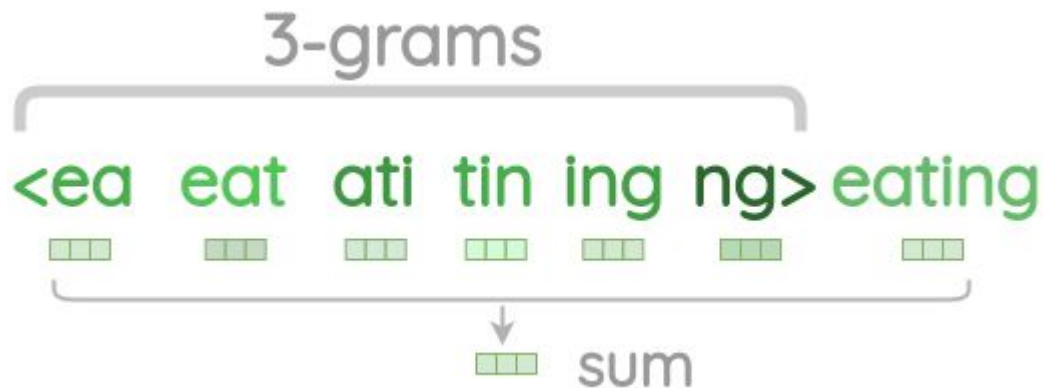 3-grams
<ea eat ati tin ing ng> eating
sum